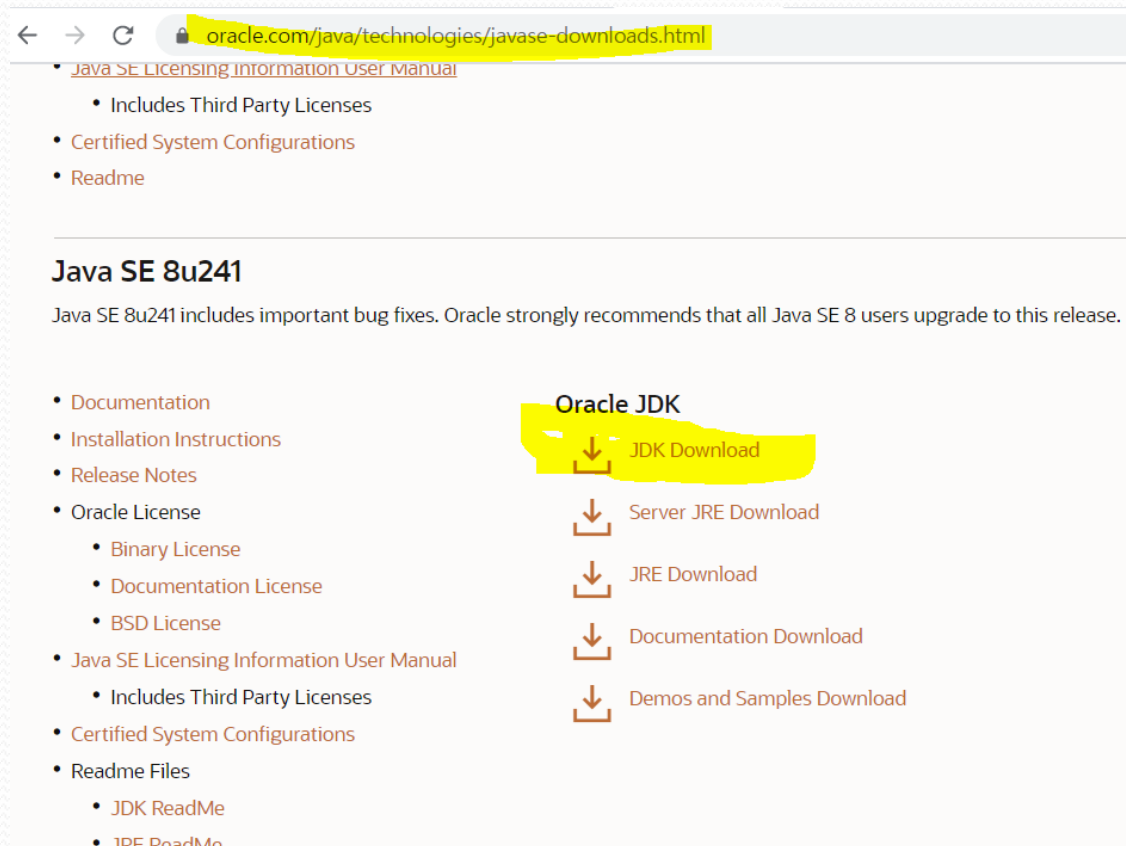 oracle.com/java/technologies/javase-downloads.html
Java SE Licensing Information User Manual
Includes Third Party Licenses
Certified System Configurations
Readme
Java SE 8u241
Java SE 8u241 includes important bug fixes. Oracle strongly recommends that all Java SE 8 users upgrade to this release.
Documentation
Installation Instructions
Release Notes
Oracle License
Binary License
Documentation License
BSD License
Java SE Licensing Information User Manual
Includes Third Party Licenses
Certified System Configurations
Readme Files
JDK ReadMe
JRE ReadMe
Oracle JDK
JDK Download
Server JRE Download
JRE Download
Documentation Download
Demos and Samples Download